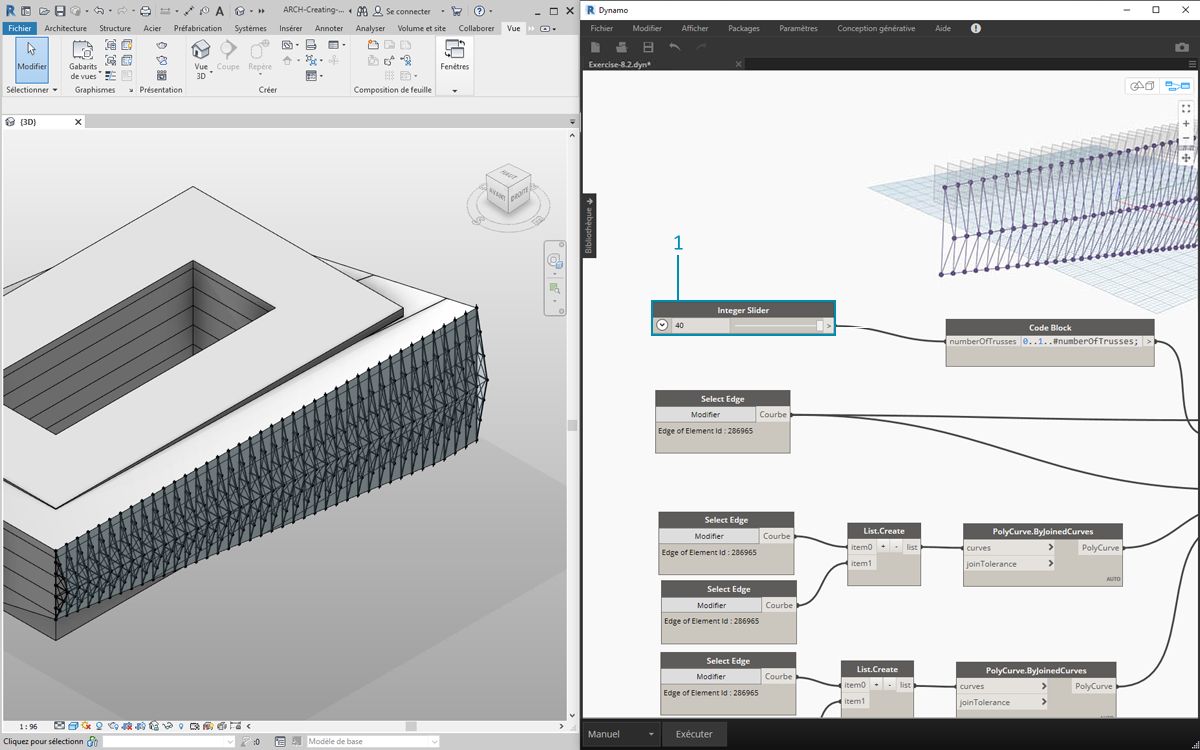 ARCH-Creating-...
Se connecter
Fichier Architecture Structure Acier Préfabrication Systèmes Insérer Annoter Analyser Volume et site Collaborer Vue
Modifier
Gabarits de vues
Vue 3D
Coupe
Repère
Fenêtres
Sélectionner
Graphismes
Présentation
Créer
Composition de feuille
{3D}
HAUT
AVANT
DROITE
1 : 96
Cliquez pour sélectionn
:0
Modèle de base
Dynamo
Fichier Modifier Afficher Packages Paramètres Conception générative Aide
Exercise-8.2.dyn*
Bibliothèque
1
Integer Slider
40 >
Code Block
numberOfTrusses 0..1..#numberOfTrusses; >
Select Edge
Modifier Courbe
Edge of Element Id : 286965
Select Edge
Modifier Courbe
Edge of Element Id : 286965
List.Create
item0 + - list
item1
PolyCurve.ByJoinedCurves
curves > PolyCurve
joinTolerance >
AUTO
Select Edge
Modifier Courbe
Edge of Element Id : 286965
Select Edge
Modifier Courbe
Edge of Element Id : 286965
List.Create
item0 + - list
item1
PolyCurve.ByJoinedCurves
curves > PolyCurve
joinTolerance >
Manuel
Exécuter